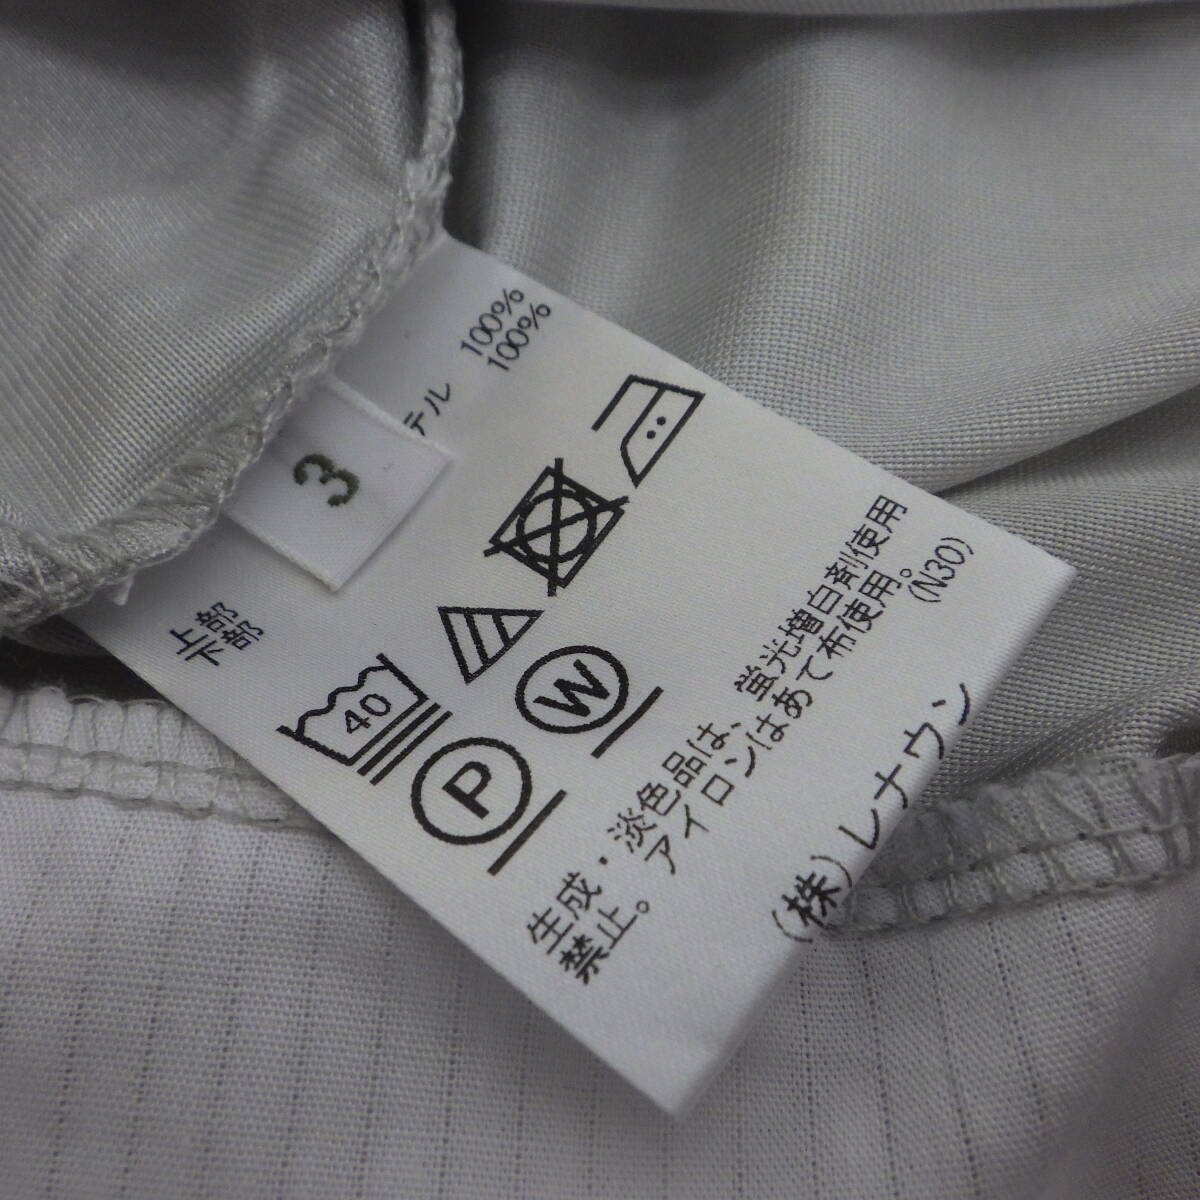 上部 100%
下部 テル 100%
3
40
P
W
生成・淡色品は、蛍光増白剤使用
禁止。 アイロンはあて布使用。
(N30)
(株)レナウン